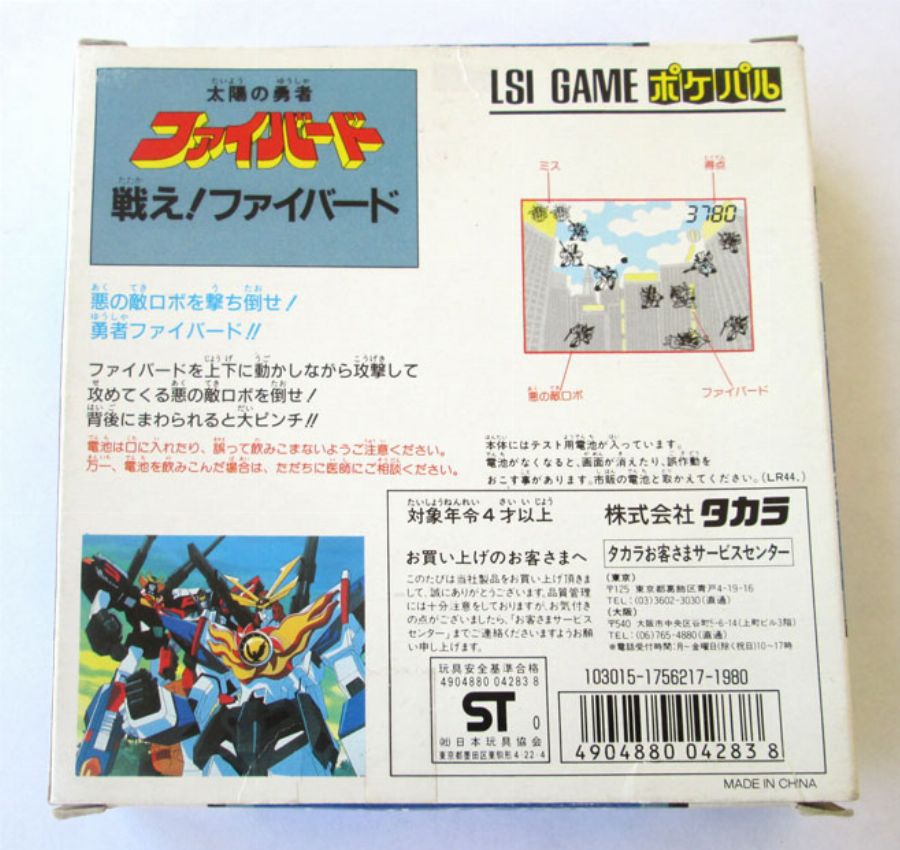 太陽の勇者
ファイバード
戦え!ファイバード
LSI GAME ポケパル
ミス
得点
3780
悪の敵ロボ
ファイバード
悪の敵ロボを撃ち倒せ!
勇者ファイバード!!
ファイバードを上下に動かしながら攻撃して
攻めてくる悪の敵ロボを倒せ!
背後にまわられると大ピンチ!!
電池は口に入れたり、誤って飲みこまないようご注意ください。
万一、電池を飲みこんだ場合は、ただちに医師にご相談ください。
本体にはテスト用電池が入っています。
電池がなくなると、画面が消えたり、誤作動を
おこす事があります。市販の電池と取かえてください。(LR44.)
対象年令4才以上
株式会社 タカラ
お買い上げのお客さまへ
このたびは当社製品をお買い上げ頂きま
して、誠にありがとうございます。品質管理
には十分注意をしておりますが、お気付き
の点がございましたら、「お客さまサービス
センター」までご連絡くださいますようお願
い申し上げます。
タカラお客さまサービスセンター
(東京)
〒125 東京都葛飾区青戸4-19-16
TEL:(03)3602-3030(直通)
(大阪)
〒540 大阪市中央区谷町5-6-14(上町ビル3階)
TEL:(06)765-4880(直通)
※電話受付時間:月〜金曜日(除く祝日)10〜17時
玩具安全基準合格
4904880 04283 8
ST 0
(社)日本玩具協会
東京都墨田区東駒形4-22-4
103015-1756217-1980
4904880 042838
MADE IN CHINA